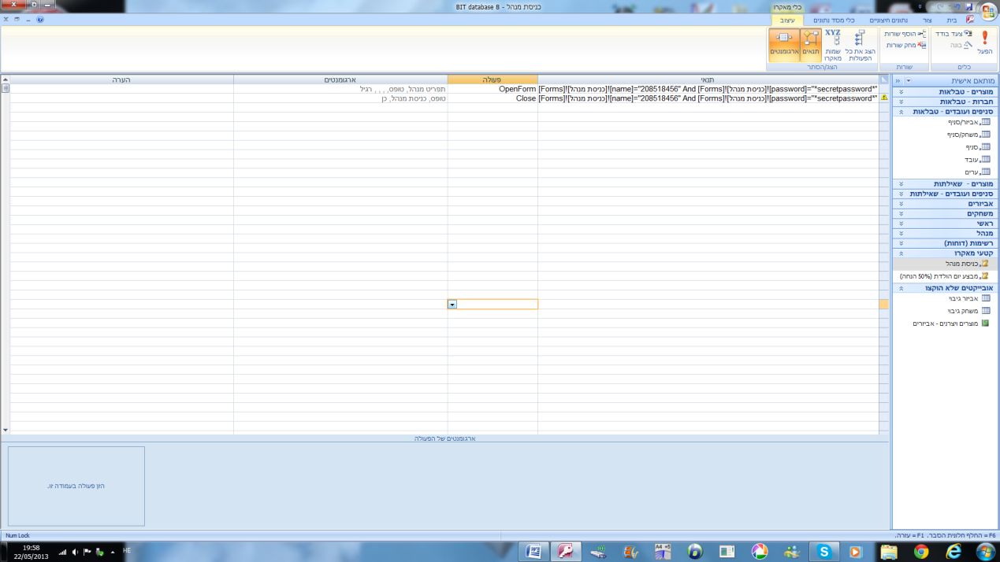 כניסת מנהל - BIT database 8
כלי מאקרו
בית
צור
נתונים חיצוניים
כלי מסד נתונים
עיצוב
הפעל
צעד בודד
בונה
כלים
הוסף שורות
מחק שורות
שורות
הצג את כל הפעולות
שמות מאקרו
תנאים
ארגומנטים
הצג/הסתר
תנאי פעולה ארגומנטים הערה
[Forms]![כניסת מנהל]![name]="208518456" And [Forms]![כניסת מנהל]![password]="*secretpassword*" OpenForm תפריט מנהל, טופס, , , , רגיל
[Forms]![כניסת מנהל]![name]="208518456" And [Forms]![כניסת מנהל]![password]="*secretpassword*" Close טופס, כניסת מנהל, כן
מותאם אישית
מוצרים - טבלאות
חברות - טבלאות
סניפים ועובדים - טבלאות
אביזר/סניף
משחק/סניף
סניף
עובד
ערים
מוצרים - שאילתות
סניפים ועובדים - שאילתות
אביזרים
משחקים
ראשי
מנהל
רשימות (דוחות)
קטעי מאקרו
כניסת מנהל
מבצע יום הולדת (50% הנחה)
אובייקטים שלא הוקצו
אביזר גיבוי
משחק גיבוי
מוצרים ויצרנים - אביזרים
ארגומנטים של הפעולה
הזן פעולה בעמודה זו.
F6 = החלף חלונית הסבר. F1 = עזרה.
Num Lock
HE
19:58
22/05/2013